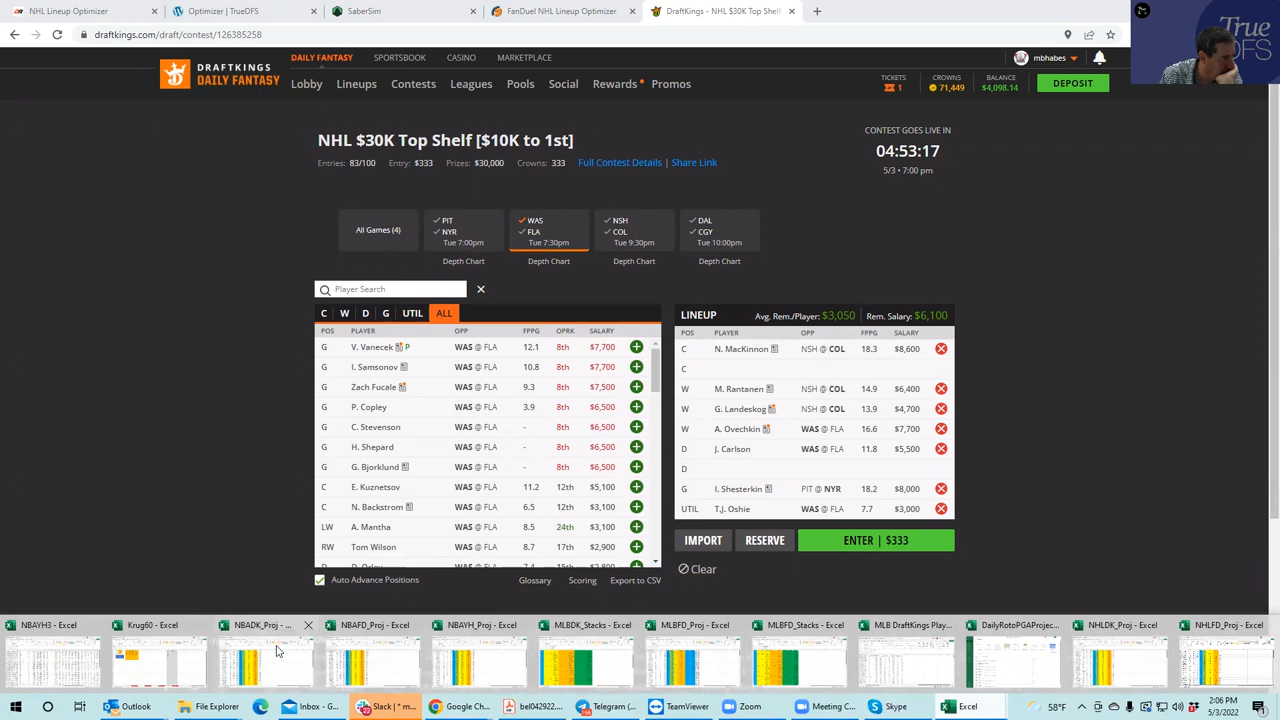 NHL Lineup Optimizer
Optimizer | TrueDFS
SaberSim
FanDuel NHL Lineup Optimizer
DraftKings - NHL $30K Top Shelf
draftkings.com/draft/contest/126385258
True
DFS
DAILY FANTASY SPORTSBOOK CASINO MARKETPLACE
mbhabes
DRAFTKINGS
DAILY FANTASY
Lobby Lineups Contests Leagues Pools Social Rewards Promos
TICKETS CROWNS BALANCE
1 71,449 $4,098.14
DEPOSIT
NHL $30K Top Shelf [$10K to 1st]
Entries: 83/100 Entry: $333 Prizes: $30,000 Crowns: 333 Full Contest Details | Share Link
CONTEST GOES LIVE IN
04:53:17
5/3 • 7:00 pm
All Games (4)
PIT
NYR
Tue 7:00pm
Depth Chart
WAS
FLA
Tue 7:30pm
Depth Chart
NSH
COL
Tue 9:30pm
Depth Chart
DAL
CGY
Tue 10:00pm
Depth Chart
Player Search
C W D G UTIL ALL
POS PLAYER OPP FPPG OPRK SALARY
G V. Vanecek P WAS @ FLA 12.1 8th $7,700
G I. Samsonov WAS @ FLA 10.8 8th $7,700
G Zach Fucale WAS @ FLA 9.3 8th $7,500
G P. Copley WAS @ FLA 3.9 8th $6,500
G C. Stevenson WAS @ FLA - 8th $6,500
G H. Shepard WAS @ FLA - 8th $6,500
G G. Bjorklund WAS @ FLA - 8th $6,500
C E. Kuznetsov WAS @ FLA 11.2 12th $5,100
C N. Backstrom WAS @ FLA 6.5 12th $3,100
LW A. Mantha WAS @ FLA 8.5 24th $3,100
RW Tom Wilson WAS @ FLA 8.7 17th $2,900
Auto Advance Positions Glossary Scoring Export to CSV
LINEUP Avg. Rem./Player: $3,050 Rem. Salary: $6,100
POS PLAYER OPP FPPG SALARY
C N. MacKinnon NSH @ COL 18.3 $8,600
C
W M. Rantanen NSH @ COL 14.9 $6,400
W G. Landeskog NSH @ COL 13.9 $4,700
W A. Ovechkin WAS @ FLA 16.6 $7,700
D J. Carlson WAS @ FLA 11.8 $5,500
D
G I. Shesterkin PIT @ NYR 18.2 $8,000
UTIL T.J. Oshie WAS @ FLA 7.7 $3,000
IMPORT RESERVE ENTER | $333
Clear
NBAYH3 - Excel
Krug60 - Excel
NBADK_Proj - ...
NBAFD_Proj - Excel
NBAYH_Proj - Excel
MLBDK_Stacks - Excel
MLBFD_Proj - Excel
MLBFD_Stacks - Excel
MLB DraftKings Play...
DailyRotoPGAProjec...
NHLDK_Proj - Excel
NHLFD_Proj - Excel
Outlook
File Explorer
Inbox - G...
Slack | * m...
Google Ch...
bel042922....
Telegram (...
TeamViewer
Zoom
Meeting C...
Skype
Excel
58°F
2:06 PM
5/3/2022